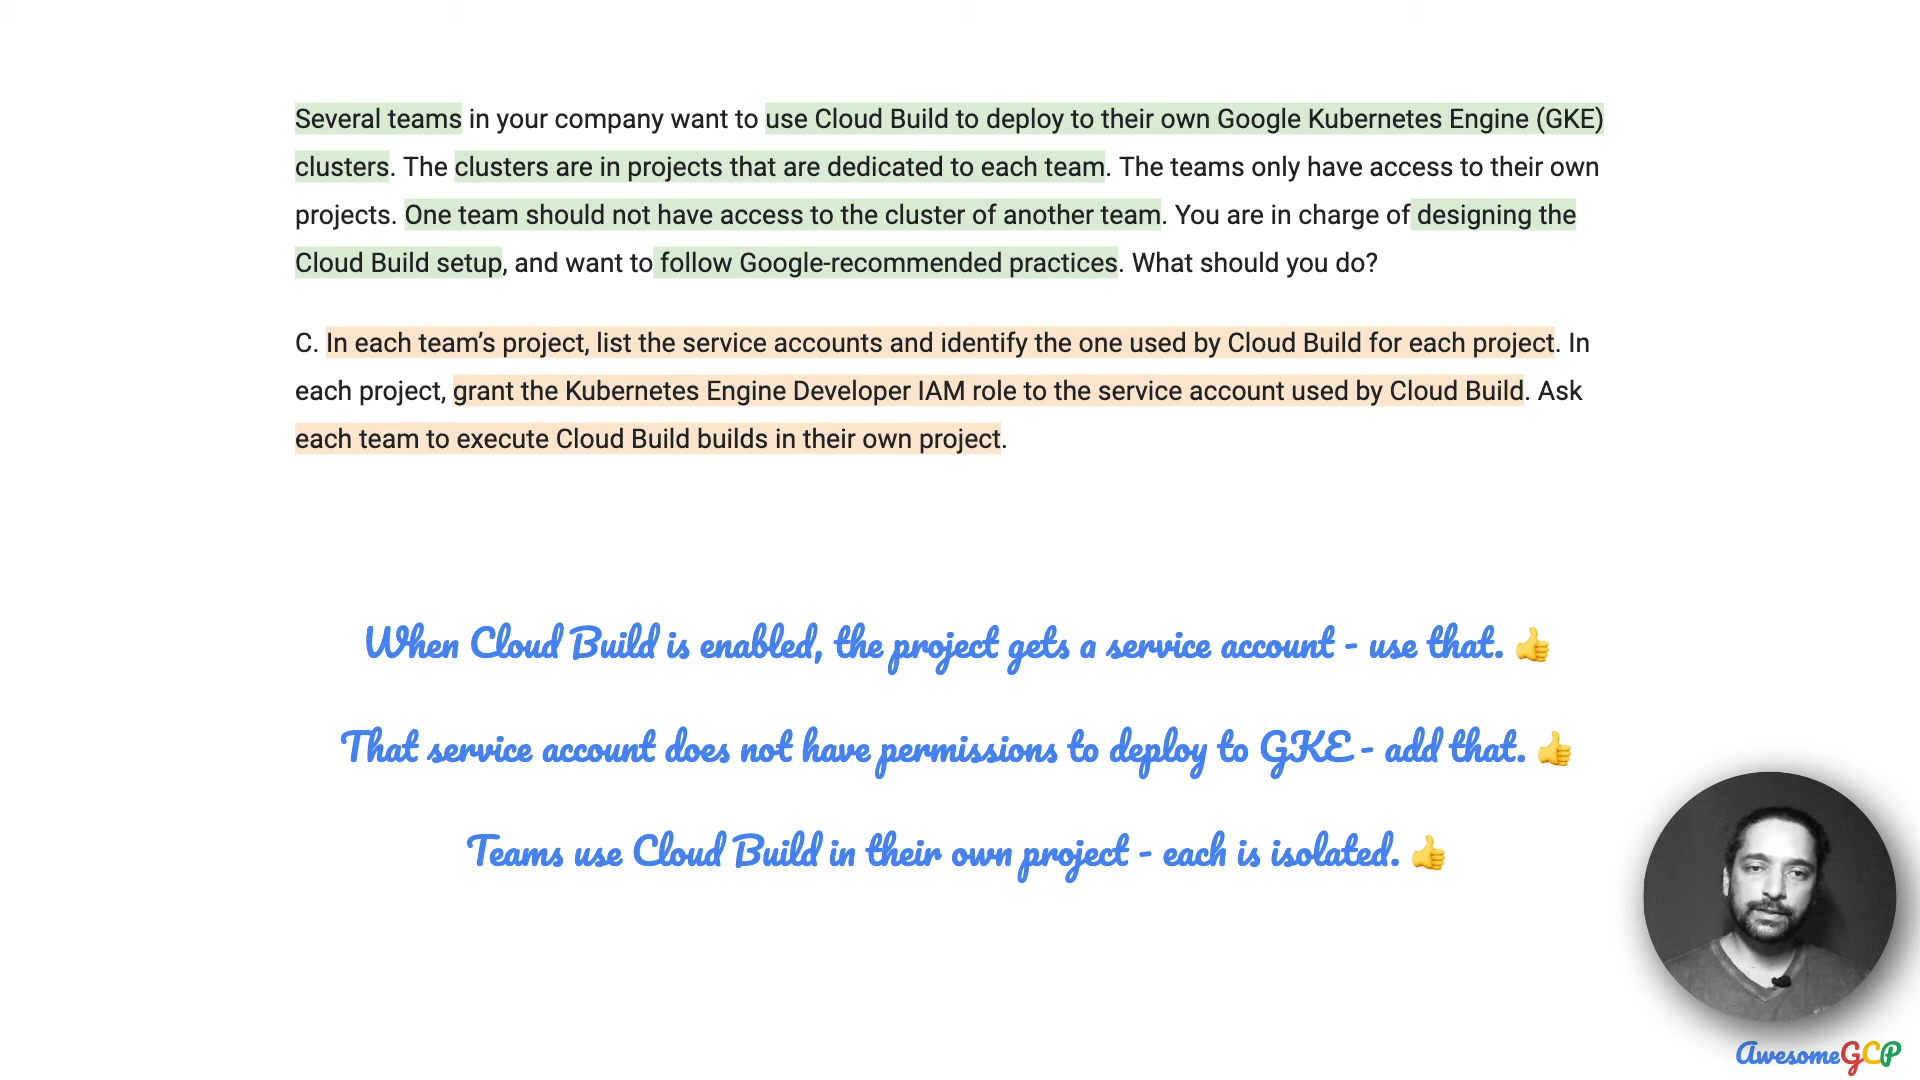 Several teams in your company want to use Cloud Build to deploy to their own Google Kubernetes Engine (GKE)
clusters. The clusters are in projects that are dedicated to each team. The teams only have access to their own
projects. One team should not have access to the cluster of another team. You are in charge of designing the
Cloud Build setup, and want to follow Google-recommended practices. What should you do?
C. In each team’s project, list the service accounts and identify the one used by Cloud Build for each project. In
each project, grant the Kubernetes Engine Developer IAM role to the service account used by Cloud Build. Ask
each team to execute Cloud Build builds in their own project.
When Cloud Build is enabled, the project gets a service account - use that. 👍
That service account does not have permissions to deploy to GKE - add that. 👍
Teams use Cloud Build in their own project - each is isolated. 👍
AwesomeGCP